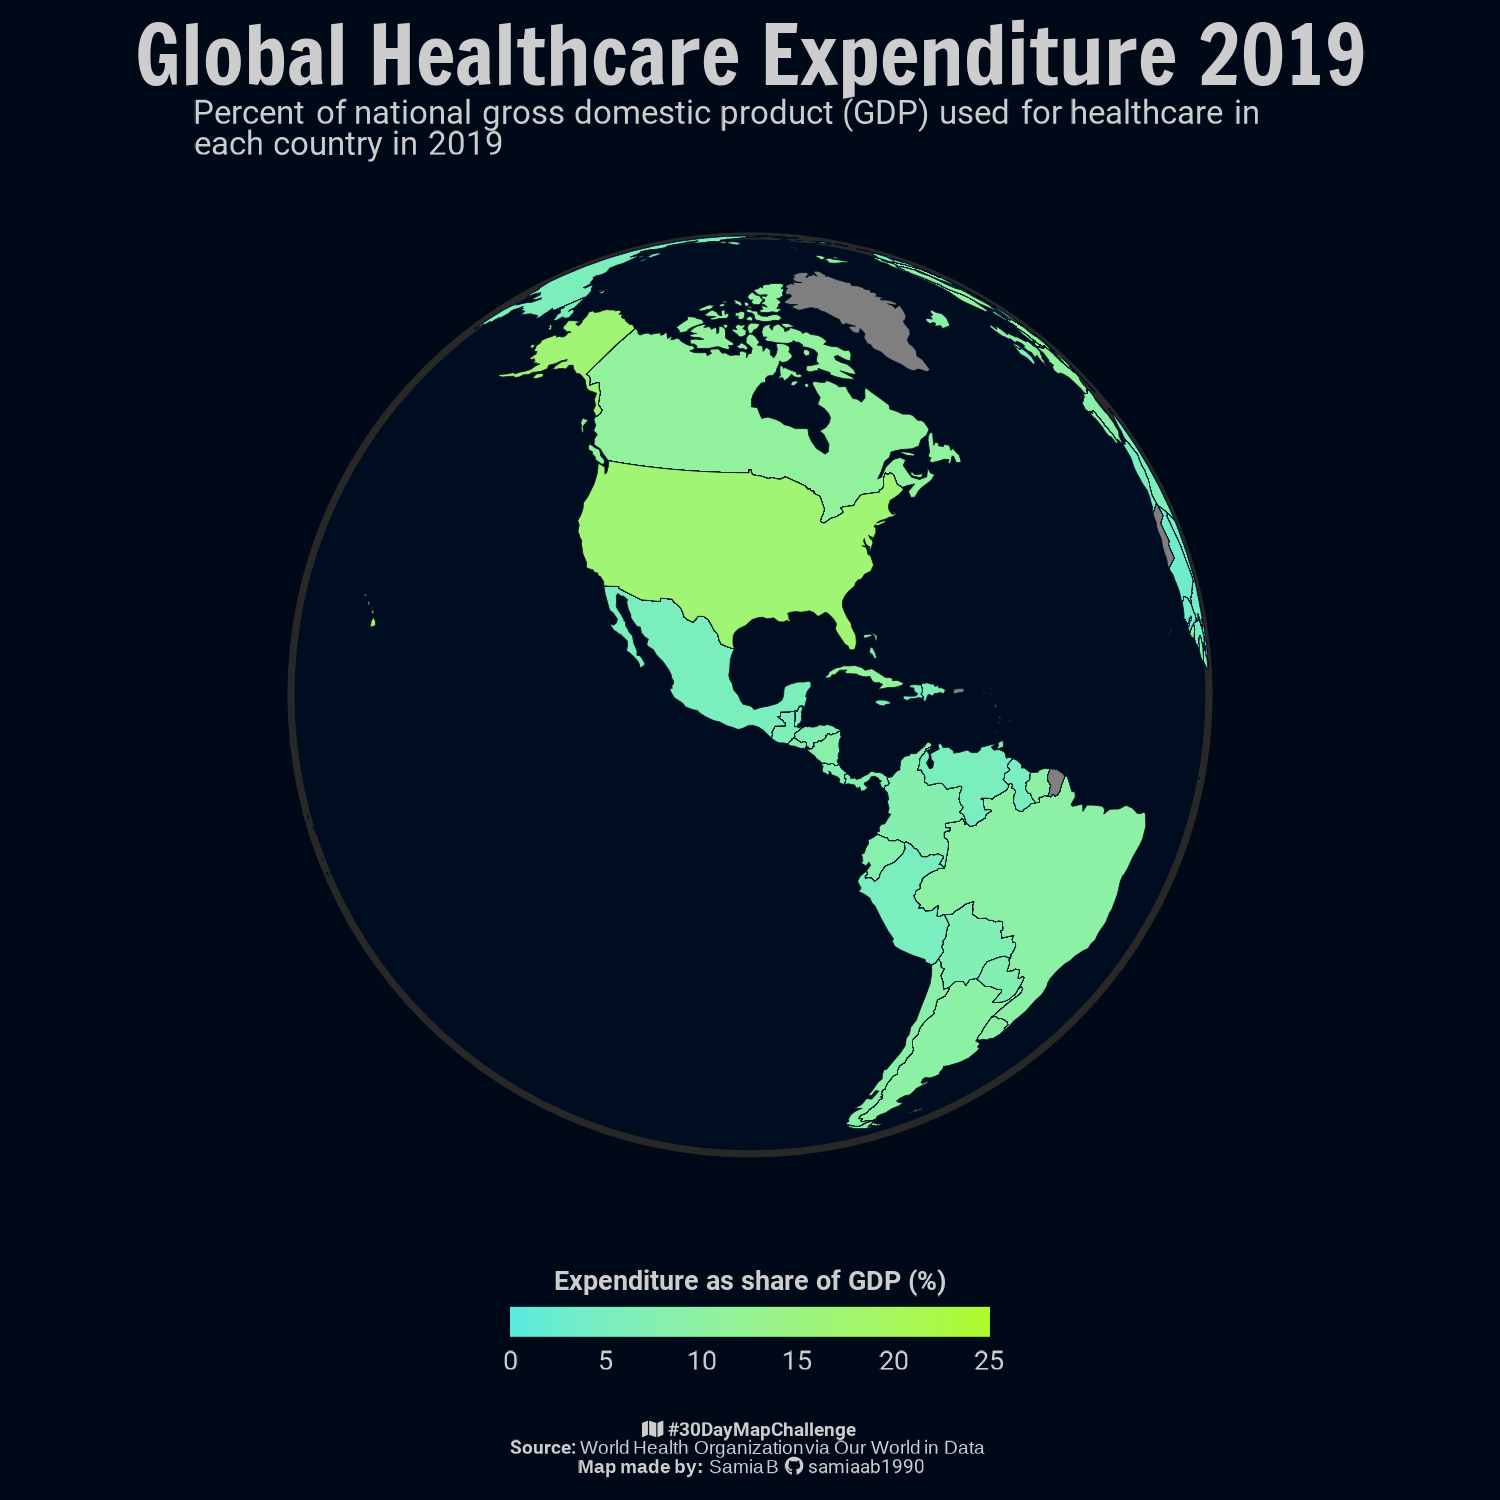 Global Healthcare Expenditure 2019
Percent of national gross domestic product (GDP) used for healthcare in
each country in 2019
Expenditure as share of GDP (%)
0 5 10 15 20 25
#30DayMapChallenge
Source: World Health Organization via Our World in Data
Map made by: Samia B samiaab1990